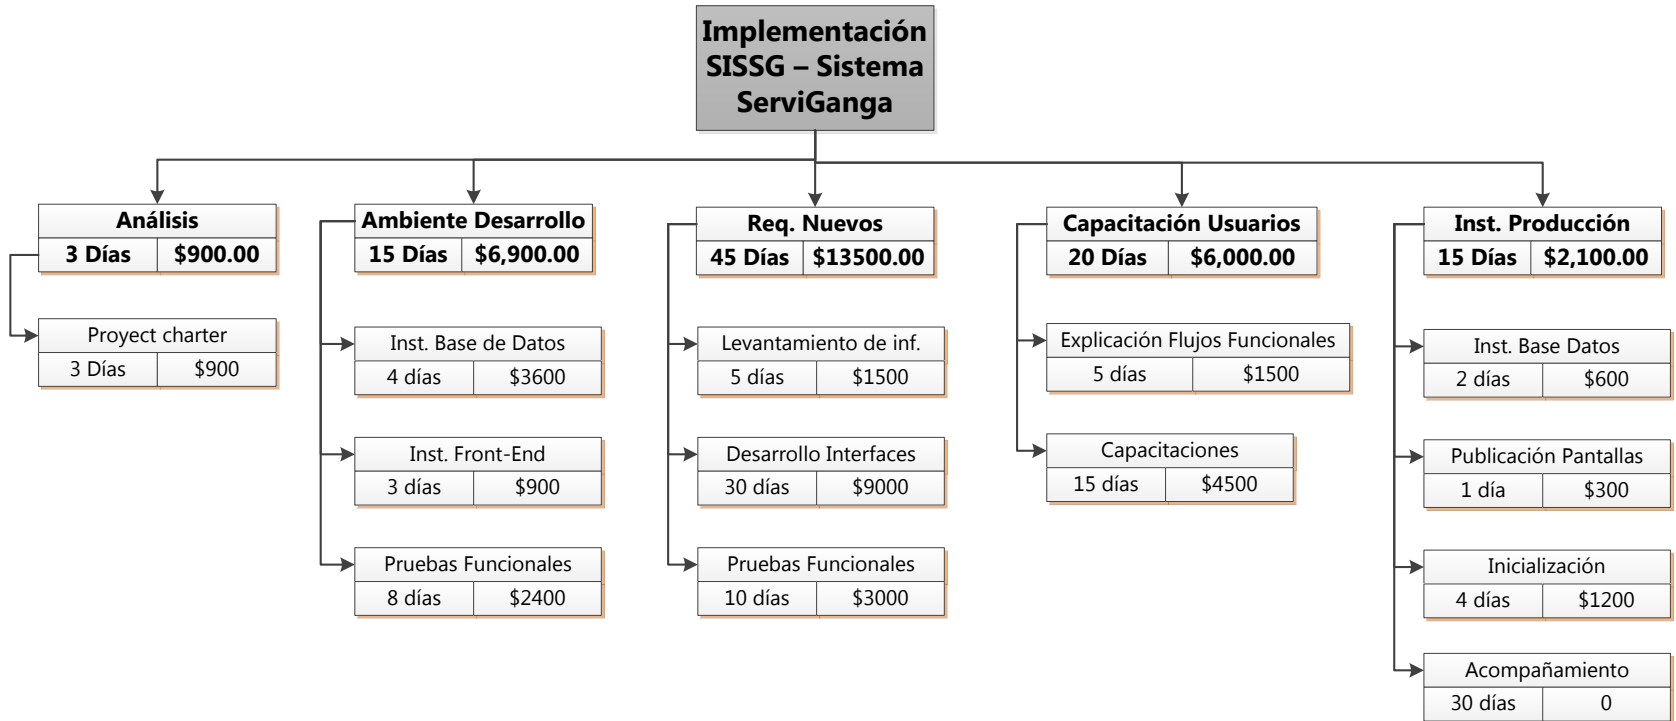 Implementación
SISSG – Sistema
ServiGanga
Análisis
3 Días $900.00
Proyect charter
3 Días $900
Ambiente Desarrollo
15 Días $6,900.00
Inst. Base de Datos
4 días $3600
Inst. Front-End
3 días $900
Pruebas Funcionales
8 días $2400
Req. Nuevos
45 Días $13500.00
Levantamiento de inf.
5 días $1500
Desarrollo Interfaces
30 días $9000
Pruebas Funcionales
10 días $3000
Capacitación Usuarios
20 Días $6,000.00
Explicación Flujos Funcionales
5 días $1500
Capacitaciones
15 días $4500
Inst. Producción
15 Días $2,100.00
Inst. Base Datos
2 días $600
Publicación Pantallas
1 día $300
Inicialización
4 días $1200
Acompañamiento
30 días 0